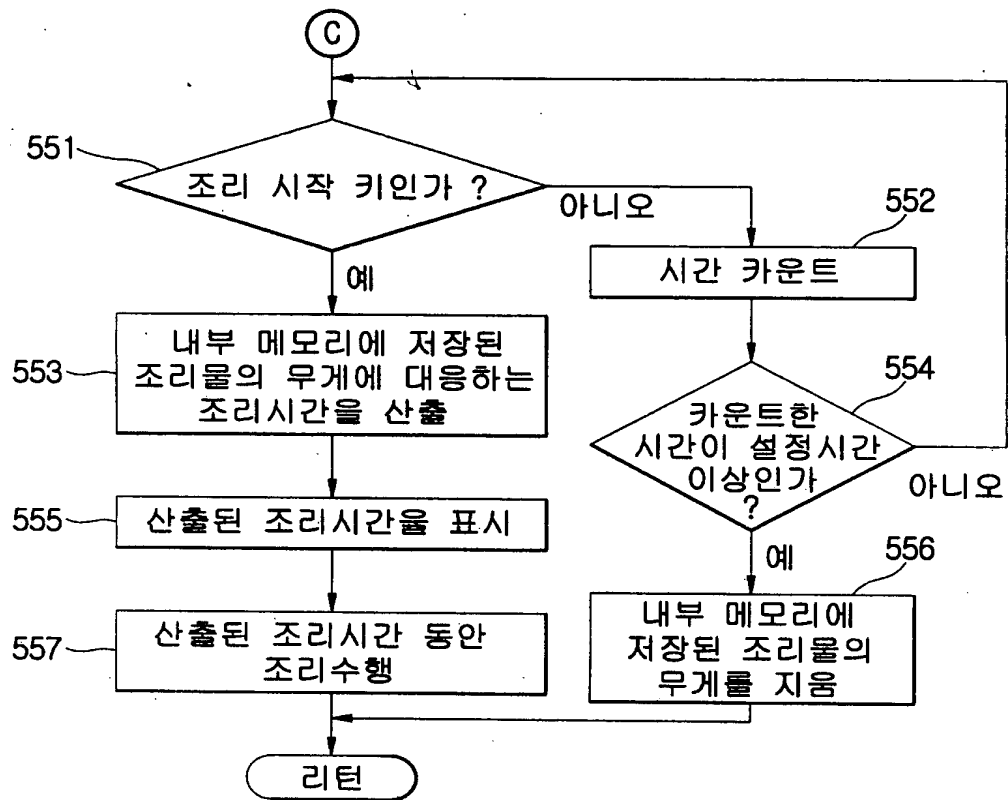 C
551
조리 시작 키인가 ?
아니오
예
552
시간 카운트
553
내부 메모리에 저장된
조리물의 무게에 대응하는
조리시간을 산출
554
카운트한
시간이 설정시간
이상인가
?
아니오
예
555
산출된 조리시간을 표시
556
내부 메모리에
저장된 조리물의
무게를 지움
557
산출된 조리시간 동안
조리수행
리턴